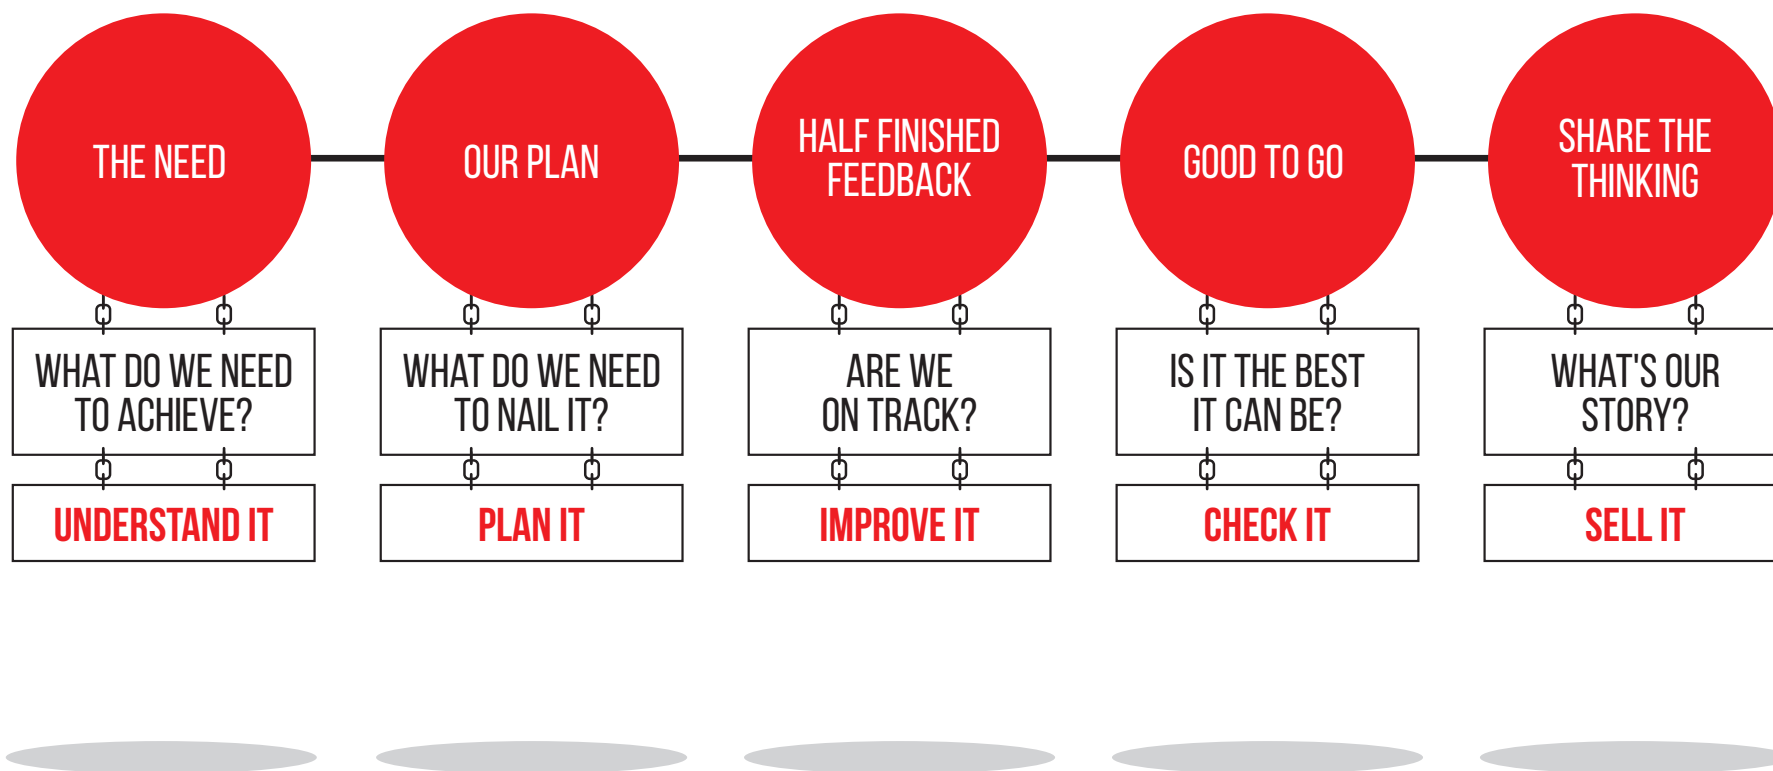 THE NEED
OUR PLAN
HALF FINISHED
FEEDBACK
GOOD TO GO
SHARE THE
THINKING
WHAT DO WE NEED
TO ACHIEVE?
WHAT DO WE NEED
TO NAIL IT?
ARE WE
ON TRACK?
IS IT THE BEST
IT CAN BE?
WHAT'S OUR
STORY?
UNDERSTAND IT
PLAN IT
IMPROVE IT
CHECK IT
SELL IT